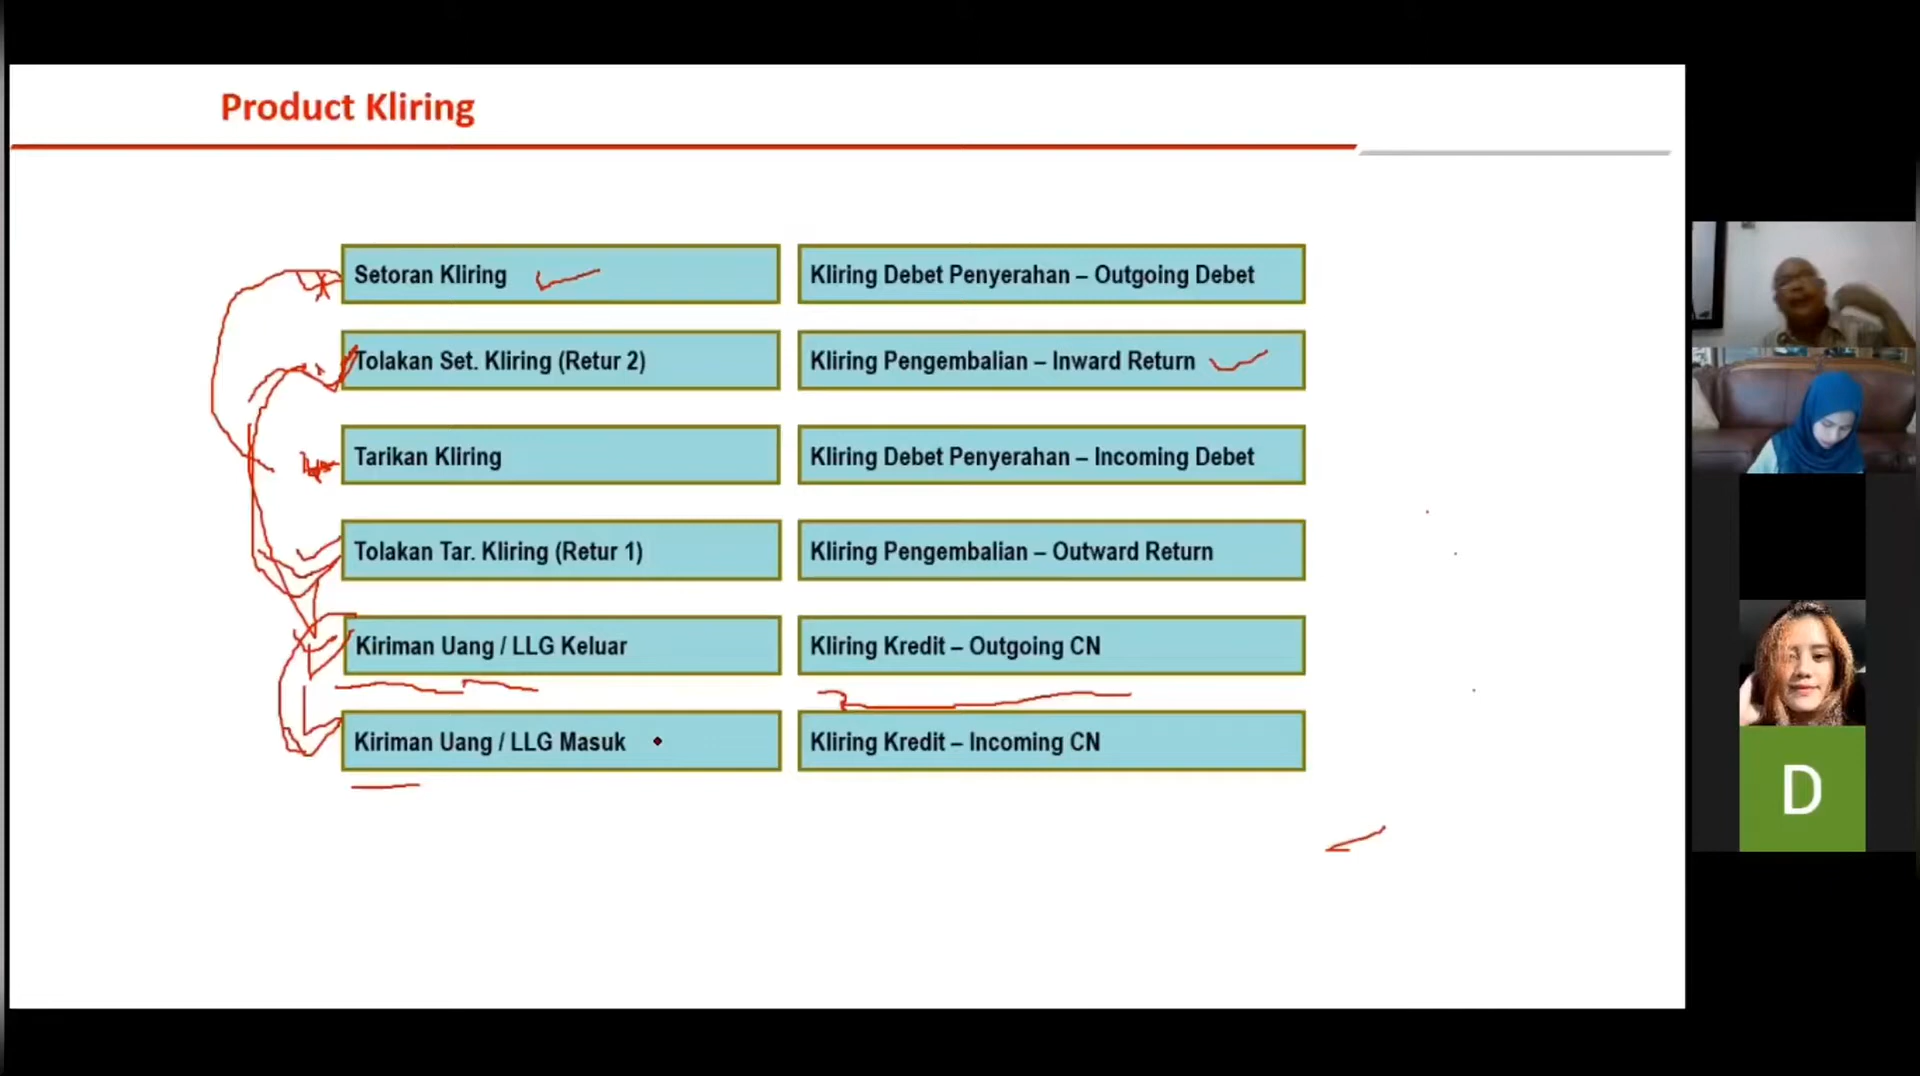 Product Kliring
Setoran Kliring
Kliring Debet Penyerahan – Outgoing Debet
Tolakan Set. Kliring (Retur 2)
Kliring Pengembalian – Inward Return
Tarikan Kliring
Kliring Debet Penyerahan – Incoming Debet
Tolakan Tar. Kliring (Retur 1)
Kliring Pengembalian – Outward Return
Kiriman Uang / LLG Keluar
Kliring Kredit – Outgoing CN
Kiriman Uang / LLG Masuk
Kliring Kredit – Incoming CN
D